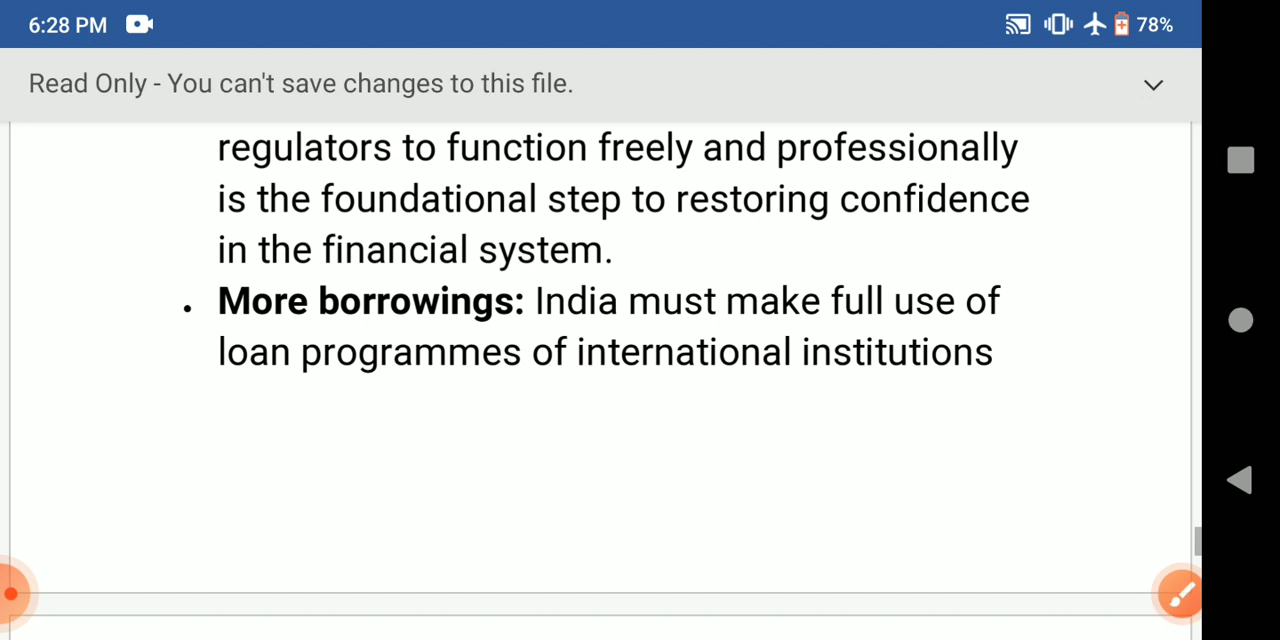 6:28 PM
78%
Read Only - You can't save changes to this file.
regulators to function freely and professionally
is the foundational step to restoring confidence
in the financial system.
• More borrowings: India must make full use of
loan programmes of international institutions